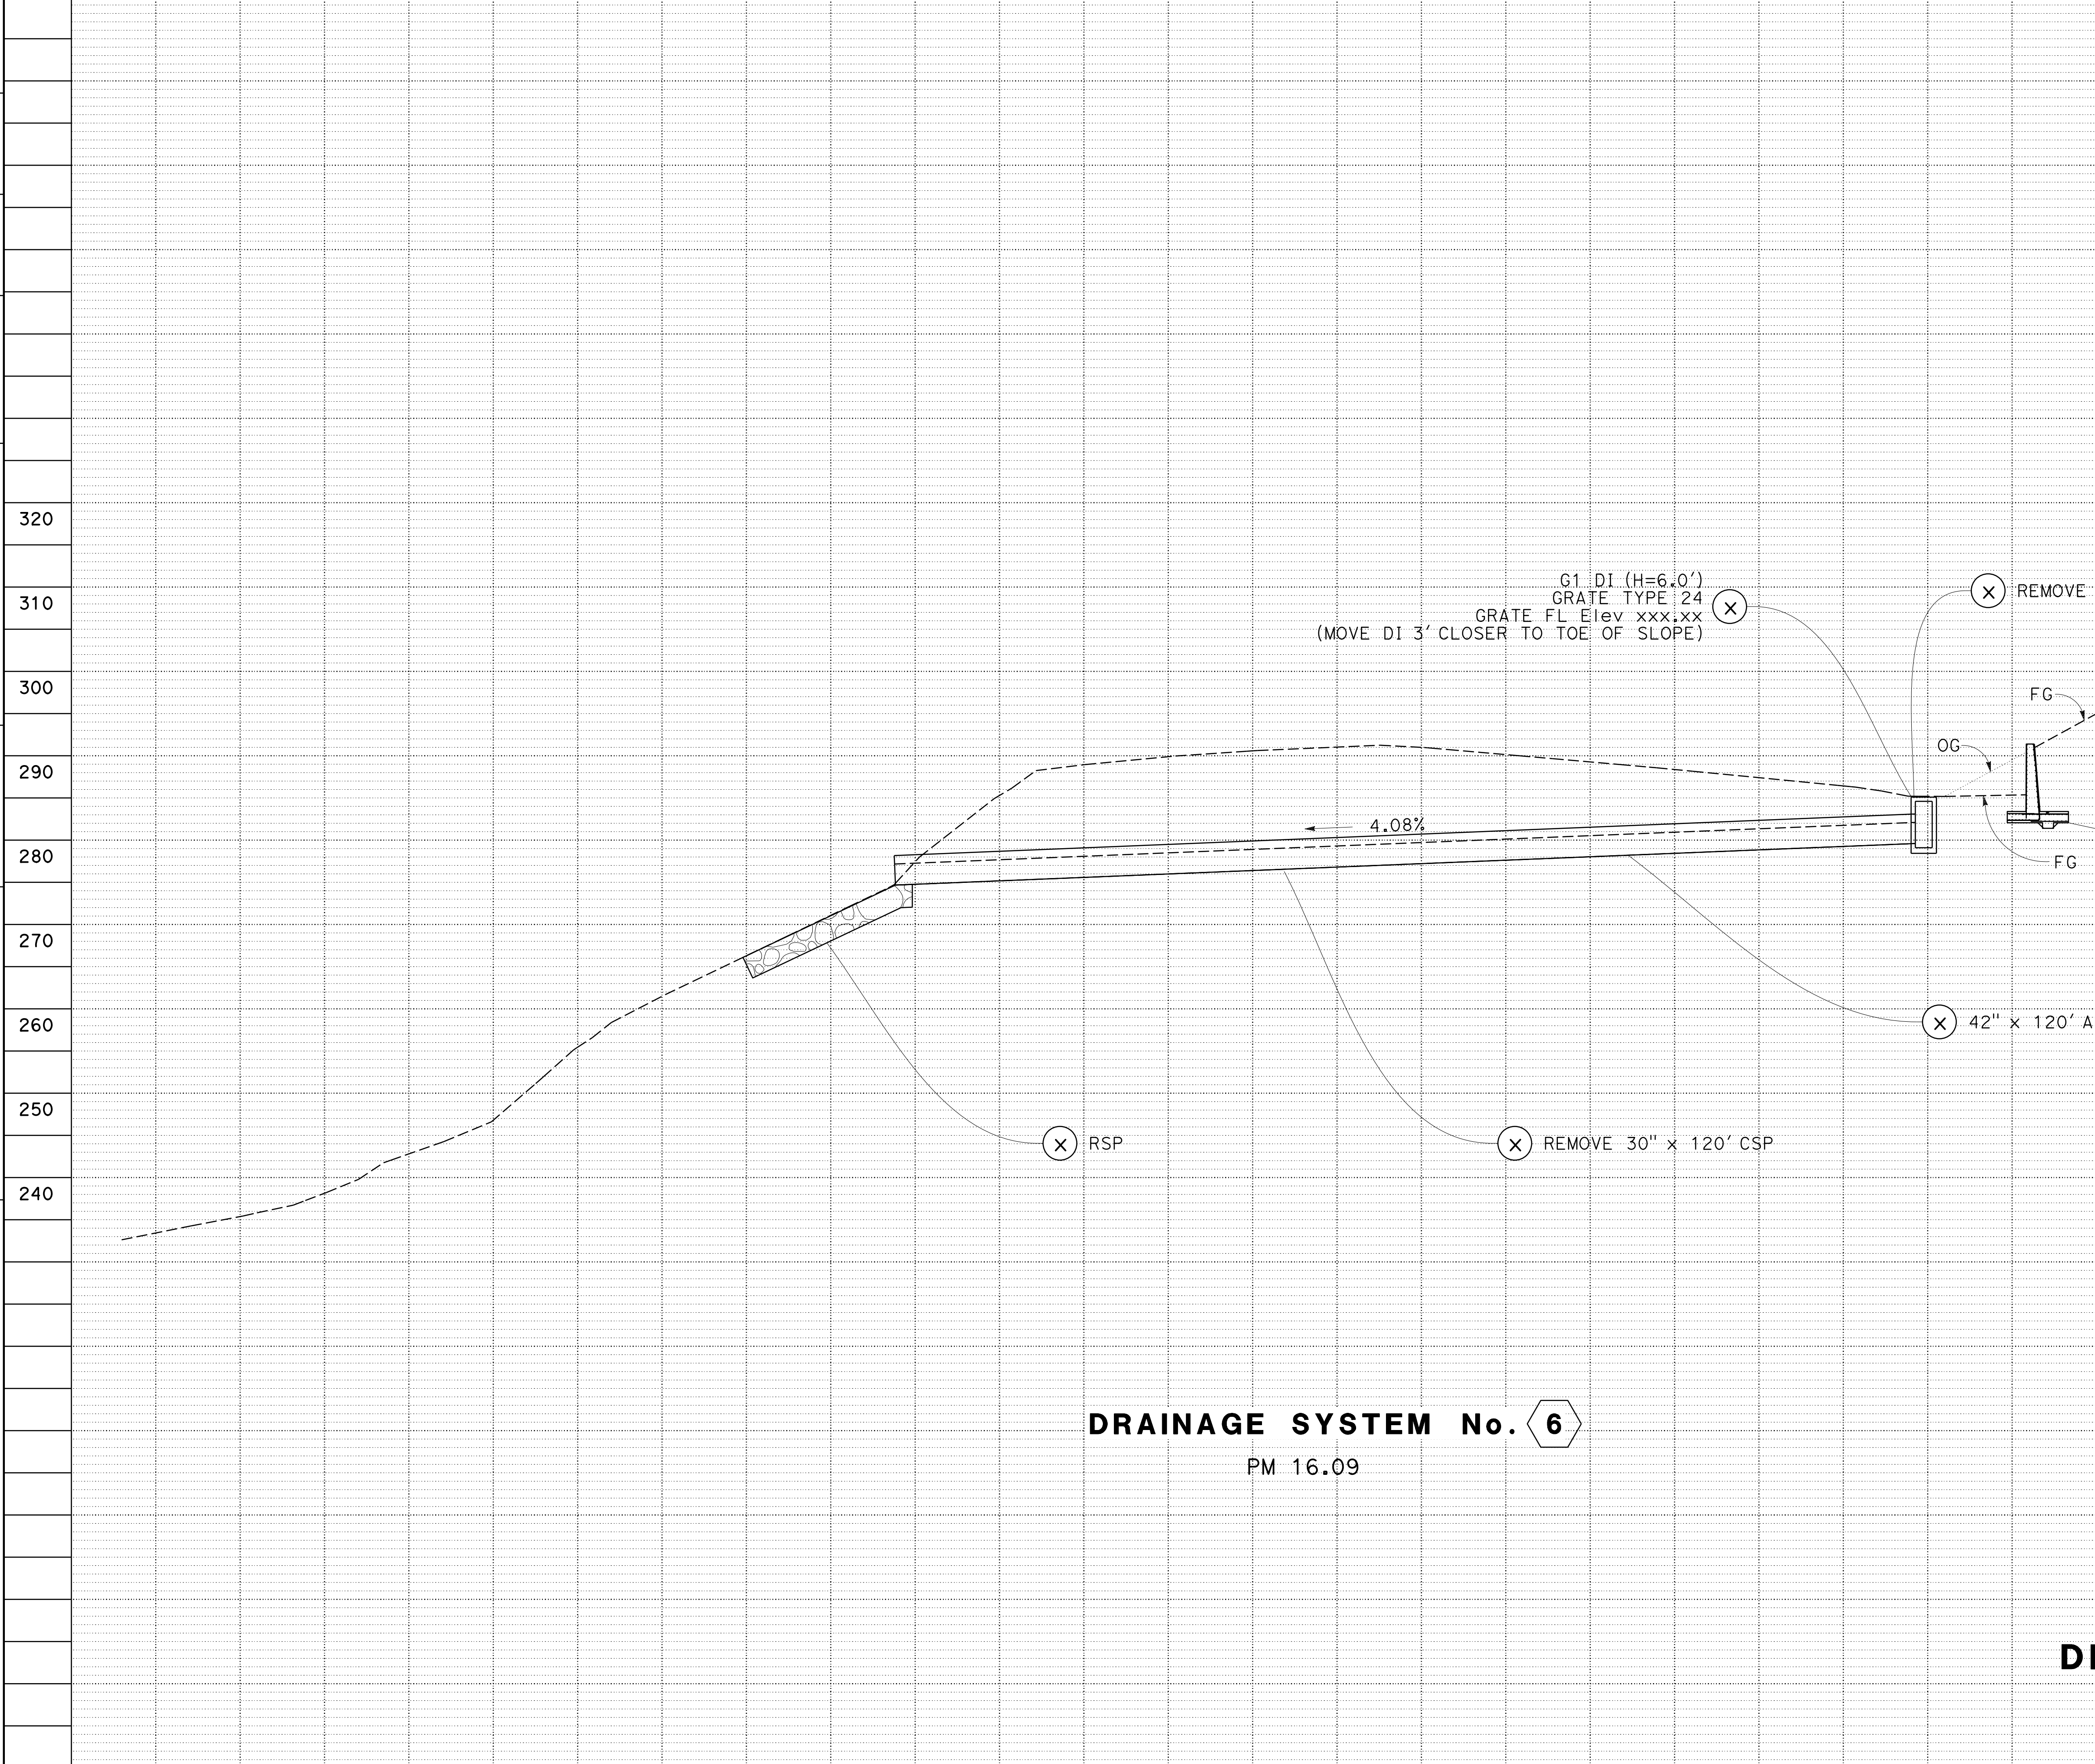 320
310
300
290
280
270
260
250
240
G1 DI (H=6.0')
GRATE TYPE 24
GRATE FL Elev xxx.xx
(MOVE DI 3' CLOSER TO TOE OF SLOPE)
X
X REMOVE
FG
OG
FG
4.08%
X 42" x 120' A
X RSP
X REMOVE 30" x 120' CSP
DRAINAGE SYSTEM No. 6
PM 16.09